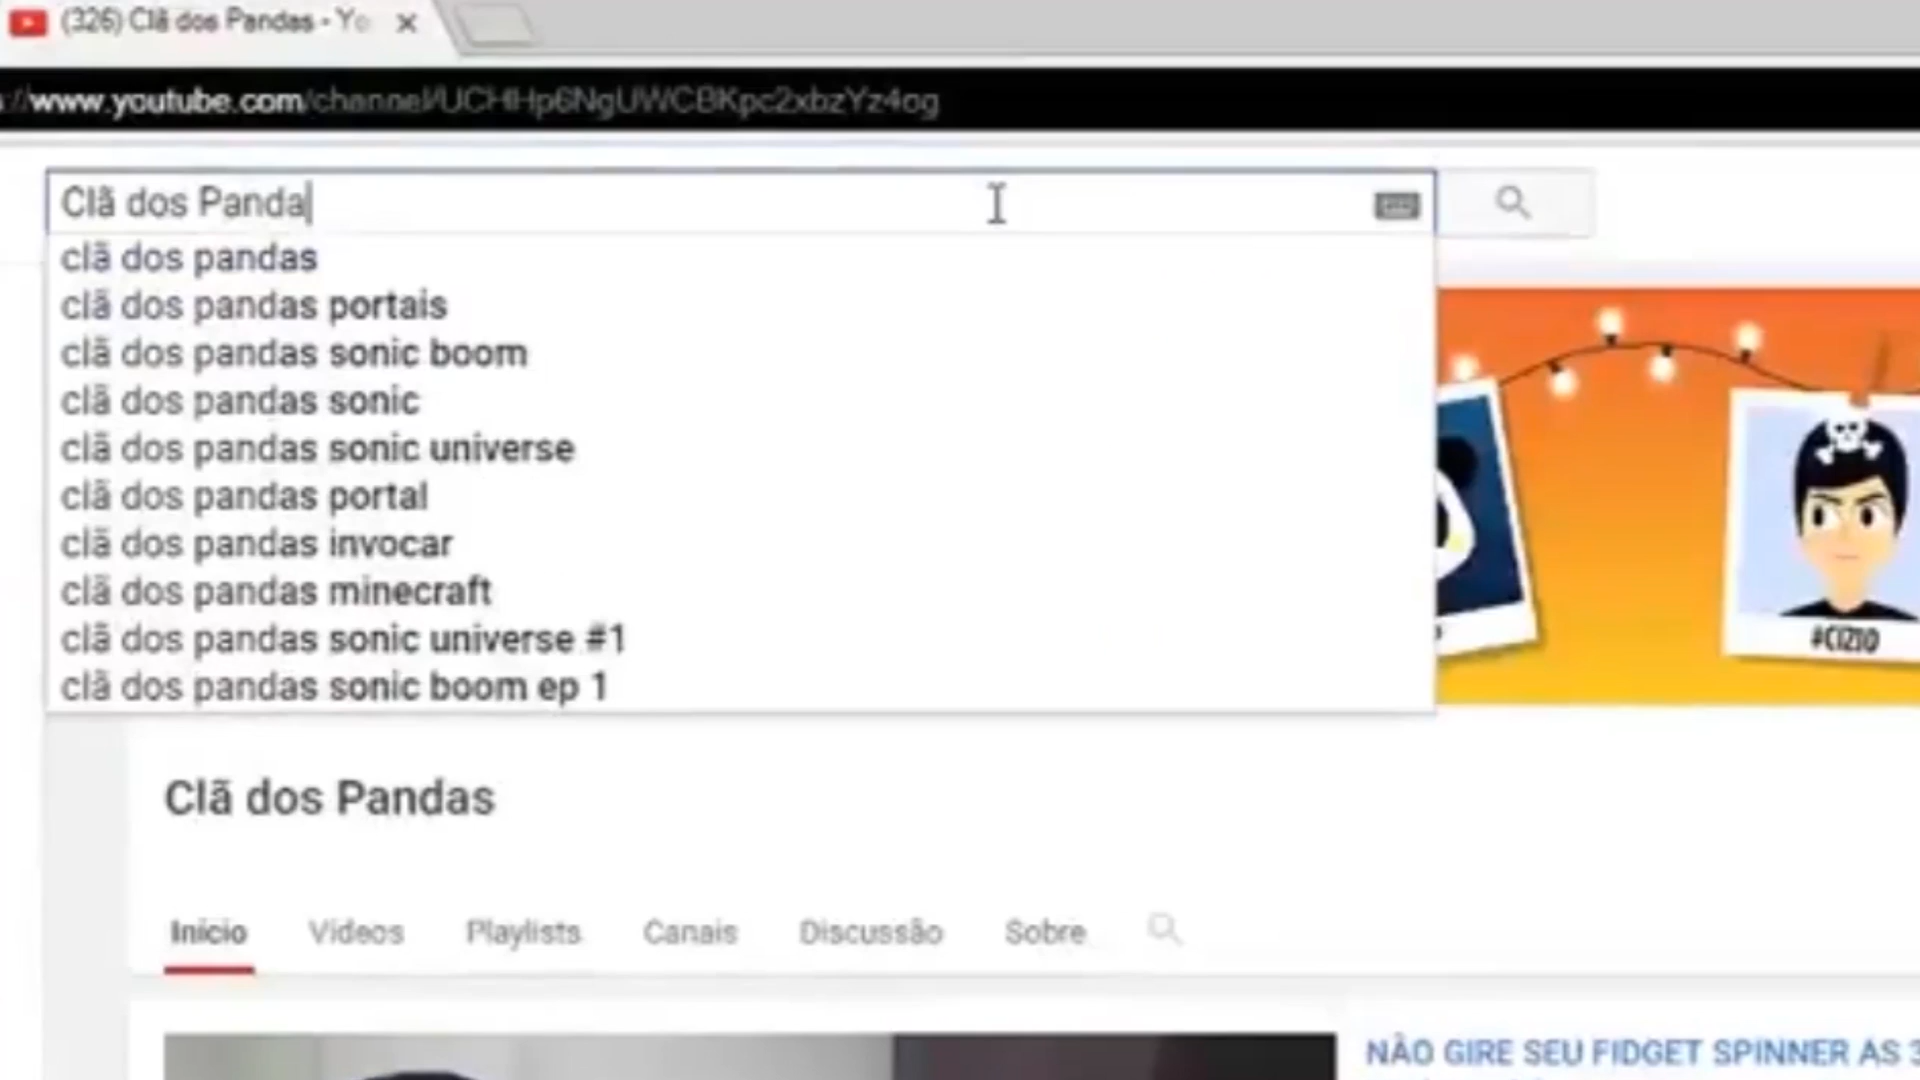 (326) Clã dos Pandas - Yo
//www.youtube.com/channel/UCHHp6NgUWCBKpc2xbzYz4og
Clã dos Panda
clã dos pandas
clã dos pandas portais
clã dos pandas sonic boom
clã dos pandas sonic
clã dos pandas sonic universe
clã dos pandas portal
clã dos pandas invocar
clã dos pandas minecraft
clã dos pandas sonic universe #1
clã dos pandas sonic boom ep 1
#CIZIO
Clã dos Pandas
Início Vídeos Playlists Canais Discussão Sobre
NÃO GIRE SEU FIDGET SPINNER AS 3